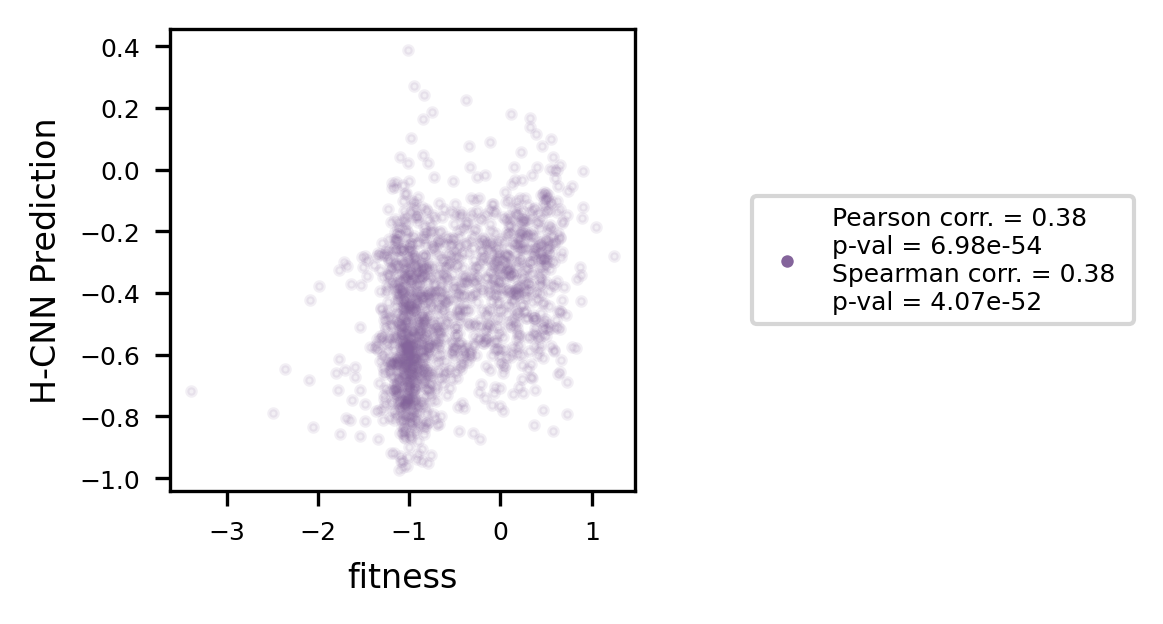 0.4
0.2
0.0
−0.2
−0.4
−0.6
−0.8
−1.0
H-CNN Prediction
−3
−2
−1
0
1
fitness
Pearson corr. = 0.38
p-val = 6.98e-54
Spearman corr. = 0.38
p-val = 4.07e-52